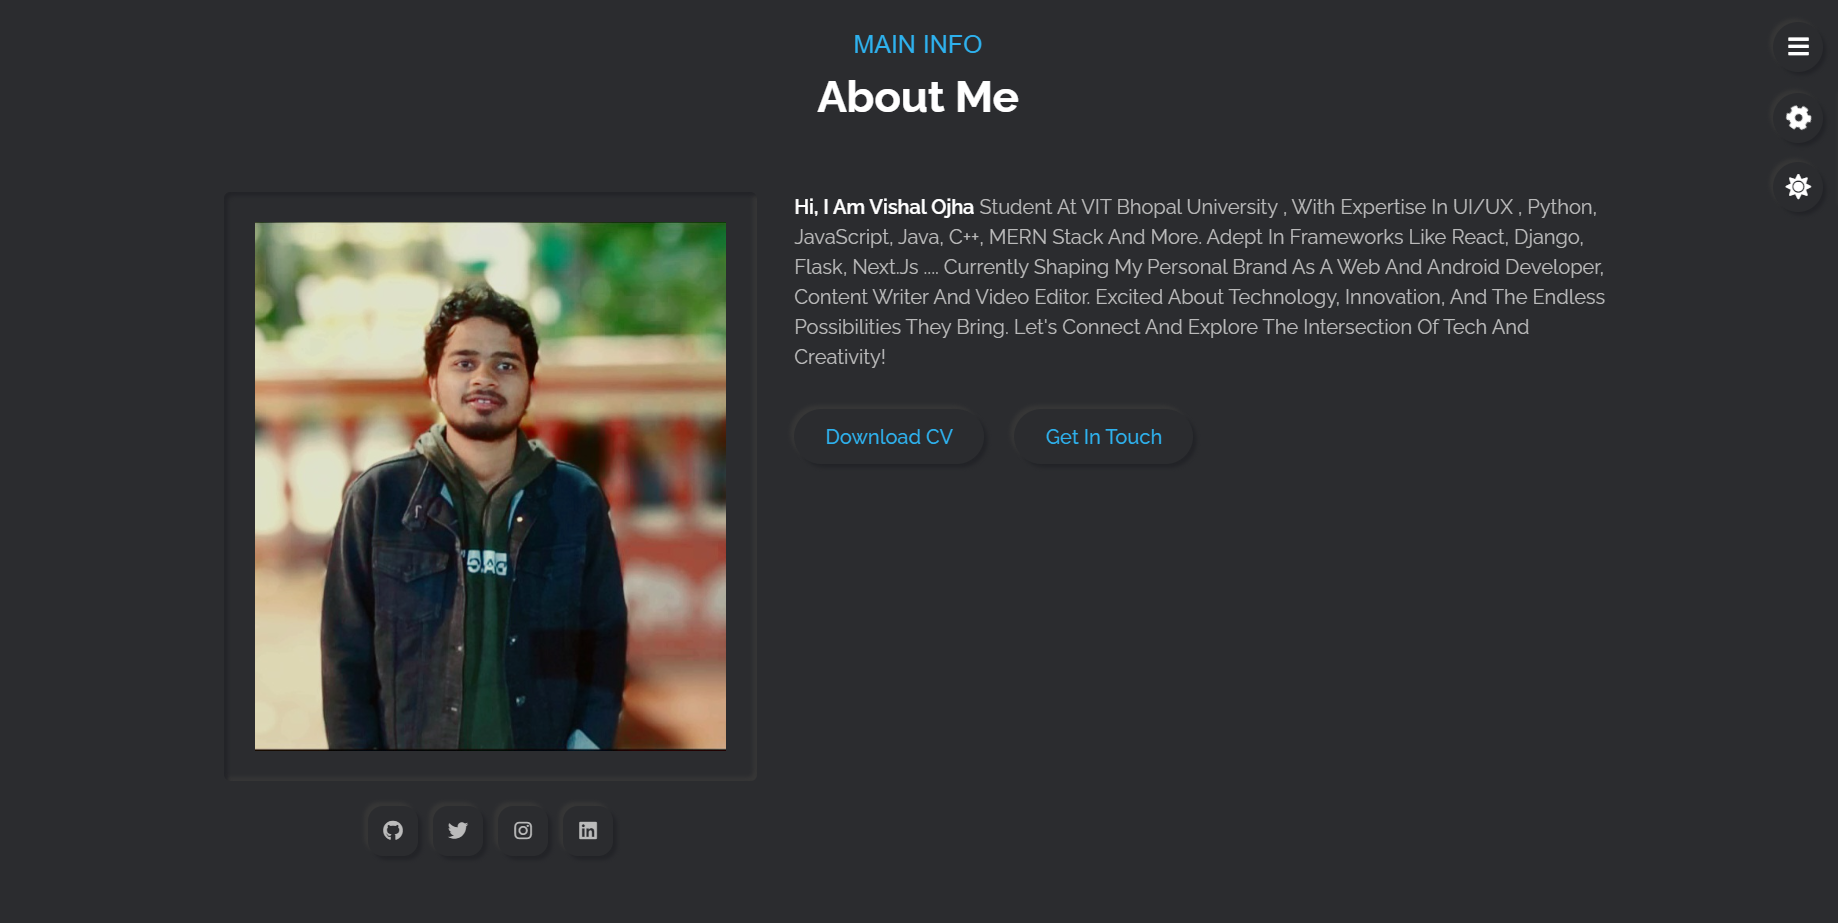 MAIN INFO
About Me
Hi, I Am Vishal Ojha Student At VIT Bhopal University , With Expertise In UI/UX , Python,
JavaScript, Java, C++, MERN Stack And More. Adept In Frameworks Like React, Django,
Flask, Next.Js .... Currently Shaping My Personal Brand As A Web And Android Developer,
Content Writer And Video Editor. Excited About Technology, Innovation, And The Endless
Possibilities They Bring. Let's Connect And Explore The Intersection Of Tech And
Creativity!
Download CV
Get In Touch